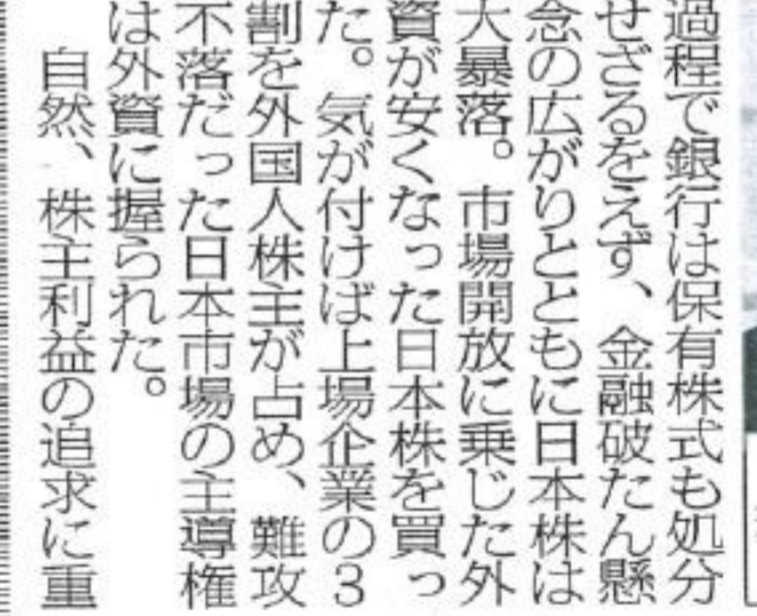 過程で銀行は保有株式も処分
せざるをえず、金融破たん懸
念の広がりとともに日本株は
大暴落。市場開放に乗じた外
資が安くなった日本株を買っ
た。気が付けば上場企業の3
割を外国人株主が占め、難攻
不落だった日本市場の主導権
は外資に握られた。
自然、株主利益の追求に重